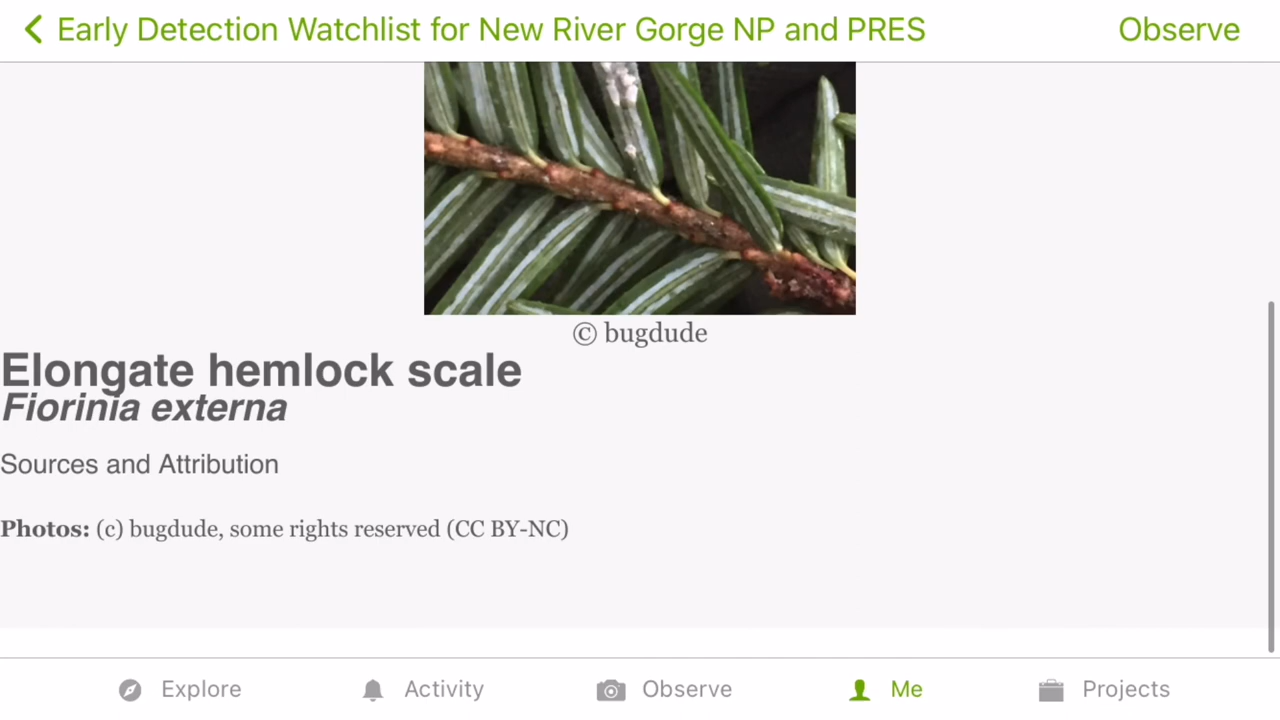 Early Detection Watchlist for New River Gorge NP and PRES Observe
© bugdude
Elongate hemlock scale
Fiorinia externa
Sources and Attribution
Photos: (c) bugdude, some rights reserved (CC BY-NC)
Explore Activity Observe Me Projects